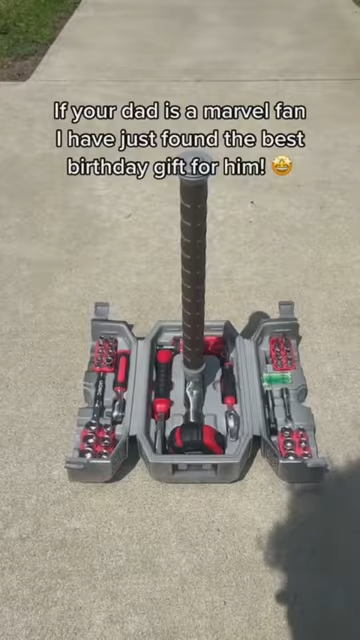 If your dad is a marvel fan
I have just found the best
birthday gift for him! 🤩